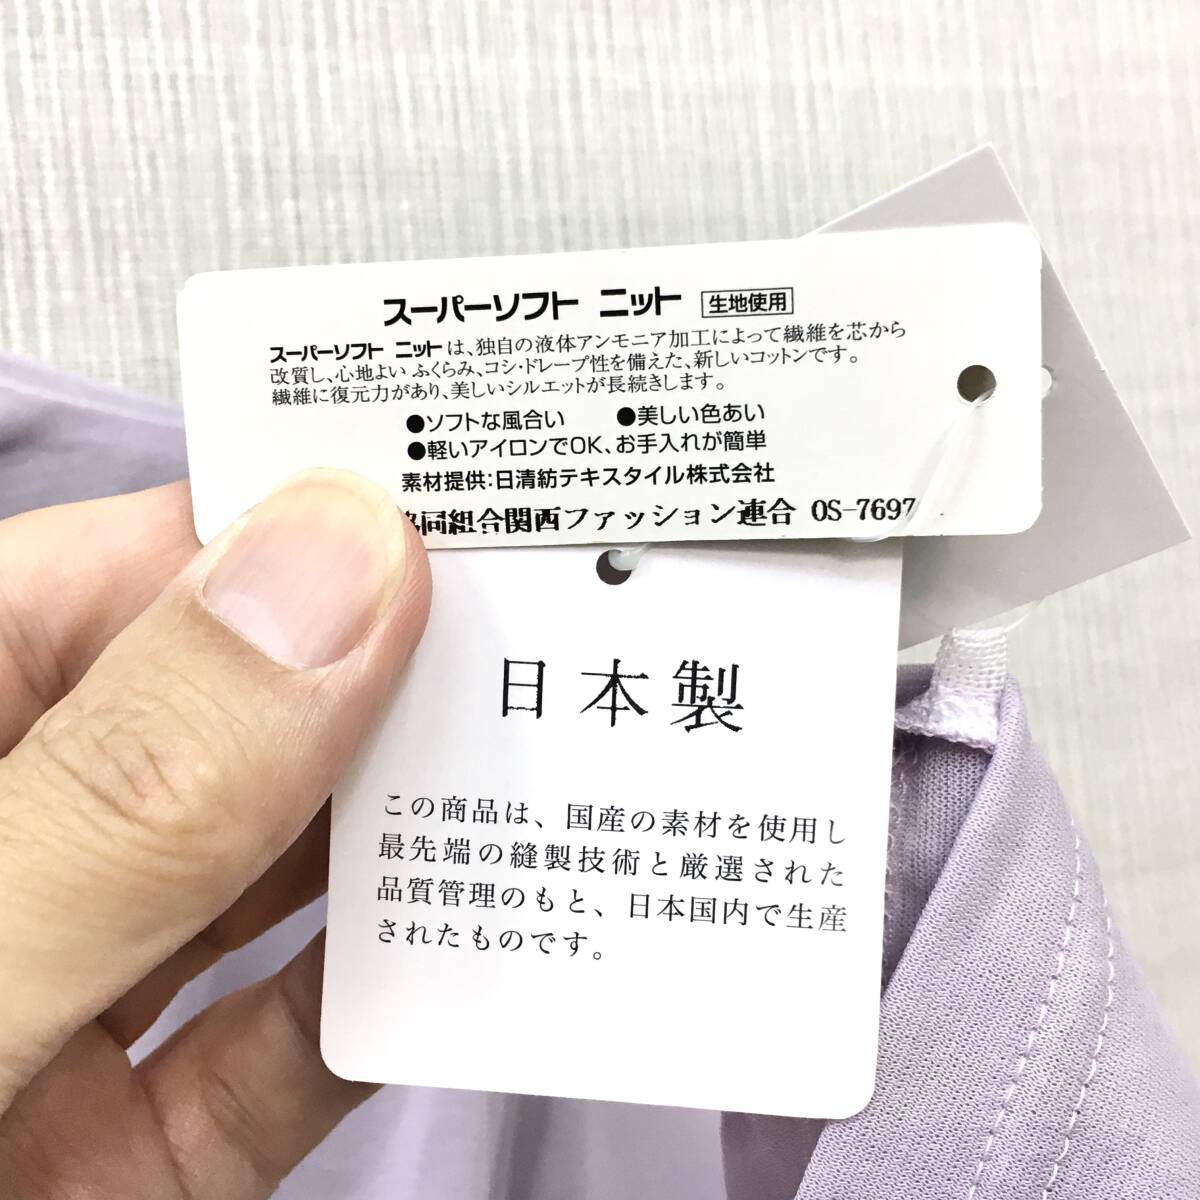 スーパーソフト ニット 生地使用
スーパーソフト ニットは、独自の液体アンモニア加工によって繊維を芯から
改質し、心地よい ふくらみ、コシ・ドレープ性を備えた、新しいコットンです。
繊維に復元力があり、美しいシルエットが長続きします。
●ソフトな風合い ●美しい色あい
●軽いアイロンでOK、お手入れが簡単
素材提供:日清紡テキスタイル株式会社
同組合関西ファッション連合 OS-7697
日本製
この商品は、国産の素材を使用し
最先端の縫製技術と厳選された
品質管理のもと、日本国内で生産
されたものです。